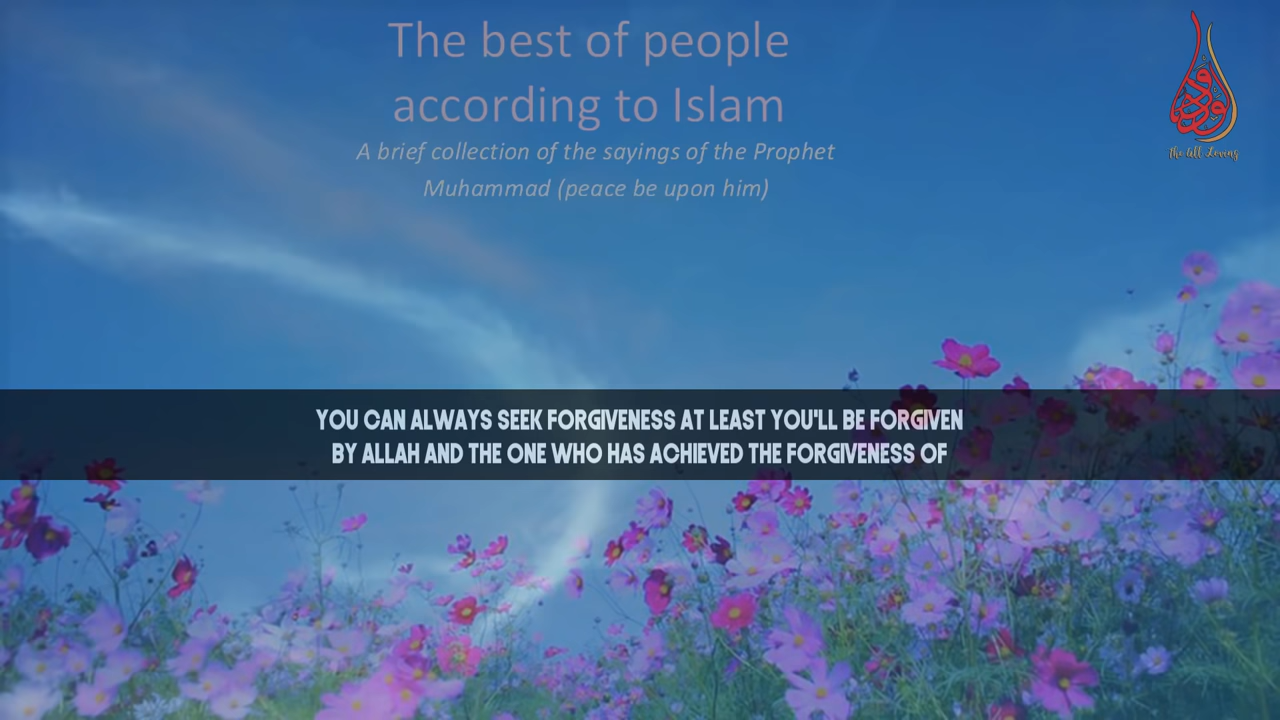 The best of people
according to Islam
A brief collection of the sayings of the Prophet
Muhammad (peace be upon him)
الودود
The All Loving
YOU CAN ALWAYS SEEK FORGIVENESS AT LEAST YOU'LL BE FORGIVEN
BY ALLAH AND THE ONE WHO HAS ACHIEVED THE FORGIVENESS OF